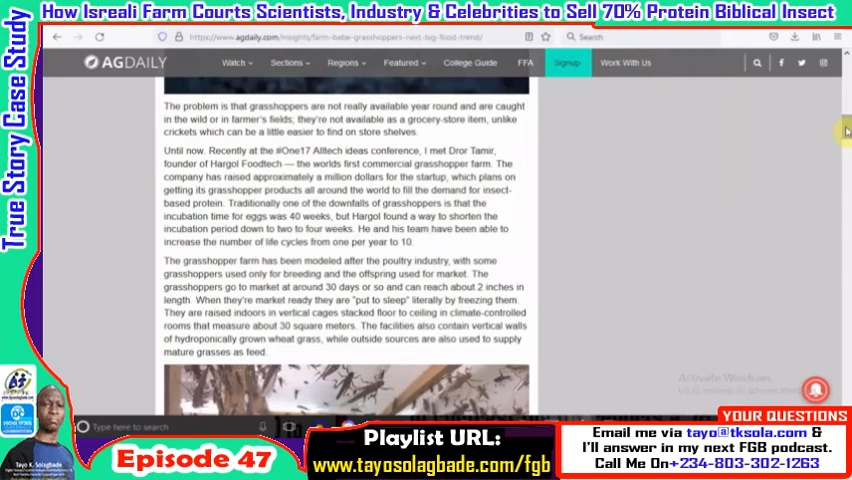 How Isreali Farm Courts Scientists, Industry & Celebrities to Sell 70% Protein Biblical Insect
True Story Case Study
https://www.agdaily.com/insights/farm-babe-grasshoppers-next-big-food-trend/
Search
AGDAILY
Watch
Sections
Regions
Featured
College Guide
FFA
Signup
Work With Us
The problem is that grasshoppers are not really available year round and are caught
in the wild or in farmer's fields; they're not available as a grocery-store item, unlike
crickets which can be a little easier to find on store shelves.
Until now. Recently at the #One17 Alltech ideas conference, I met Dror Tamir,
founder of Hargol Foodtech — the worlds first commercial grasshopper farm. The
company has raised approximately a million dollars for the startup, which plans on
getting its grasshopper products all around the world to fill the demand for insect-
based protein. Traditionally one of the downfalls of grasshoppers is that the
incubation time for eggs was 40 weeks, but Hargol found a way to shorten the
incubation period down to two to four weeks. He and his team have been able to
increase the number of life cycles from one per year to 10.
The grasshopper farm has been modeled after the poultry industry, with some
grasshoppers used only for breeding and the offspring used for market. The
grasshoppers go to market at around 30 days or so and can reach about 2 inches in
length. When they're market ready they are "put to sleep" literally by freezing them.
They are raised indoors in vertical cages stacked floor to ceiling in climate-controlled
rooms that measure about 30 square meters. The facilities also contain vertical walls
of hydroponically grown wheat grass, while outside sources are also used to supply
mature grasses as feed.
Activate Windows
Type here to search
Tayo K. Solagbade
Episode 47
Playlist URL:
www.tayosolagbade.com/fgb
YOUR QUESTIONS
Email me via tayo@tksola.com &
I'll answer in my next FGB podcast.
Call Me On+234-803-302-1263